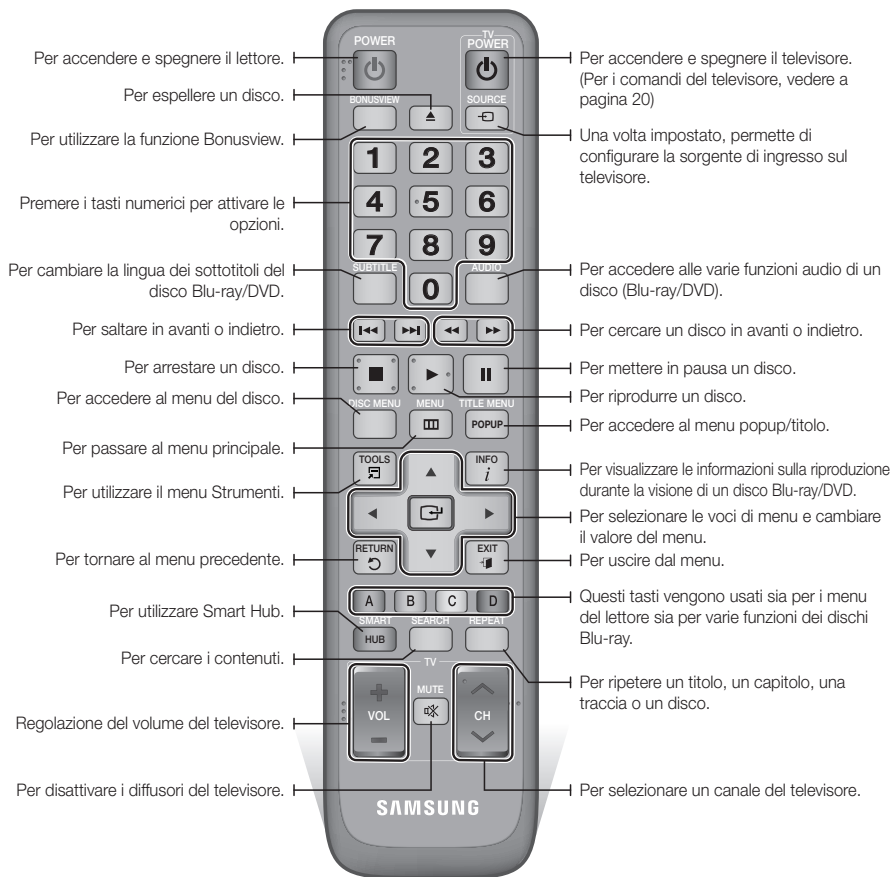 POWER
TV
POWER
BONUSVIEW
SOURCE
1 2 3
4 5 6
7 8 9
SUBTITLE
0
AUDIO
DISC MENU
MENU
TITLE MENU
POPUP
TOOLS
INFO
i
RETURN
EXIT
A B C D
SMART
HUB
SEARCH
REPEAT
TV
VOL
MUTE
CH
SAMSUNG
Per accendere e spegnere il lettore.
Per espellere un disco.
Per utilizzare la funzione Bonusview.
Premere i tasti numerici per attivare le
opzioni.
Per cambiare la lingua dei sottotitoli del
disco Blu-ray/DVD.
Per saltare in avanti o indietro.
Per arrestare un disco.
Per accedere al menu del disco.
Per passare al menu principale.
Per utilizzare il menu Strumenti.
Per tornare al menu precedente.
Per utilizzare Smart Hub.
Per cercare i contenuti.
Regolazione del volume del televisore.
Per disattivare i diffusori del televisore.
Per accendere e spegnere il televisore.
(Per i comandi del televisore, vedere a
pagina 20)
Una volta impostato, permette di
configurare la sorgente di ingresso sul
televisore.
Per accedere alle varie funzioni audio di un
disco (Blu-ray/DVD).
Per cercare un disco in avanti o indietro.
Per mettere in pausa un disco.
Per riprodurre un disco.
Per accedere al menu popup/titolo.
Per visualizzare le informazioni sulla riproduzione
durante la visione di un disco Blu-ray/DVD.
Per selezionare le voci di menu e cambiare
il valore del menu.
Per uscire dal menu.
Questi tasti vengono usati sia per i menu
del lettore sia per varie funzioni dei dischi
Blu-ray.
Per ripetere un titolo, un capitolo, una
traccia o un disco.
Per selezionare un canale del televisore.